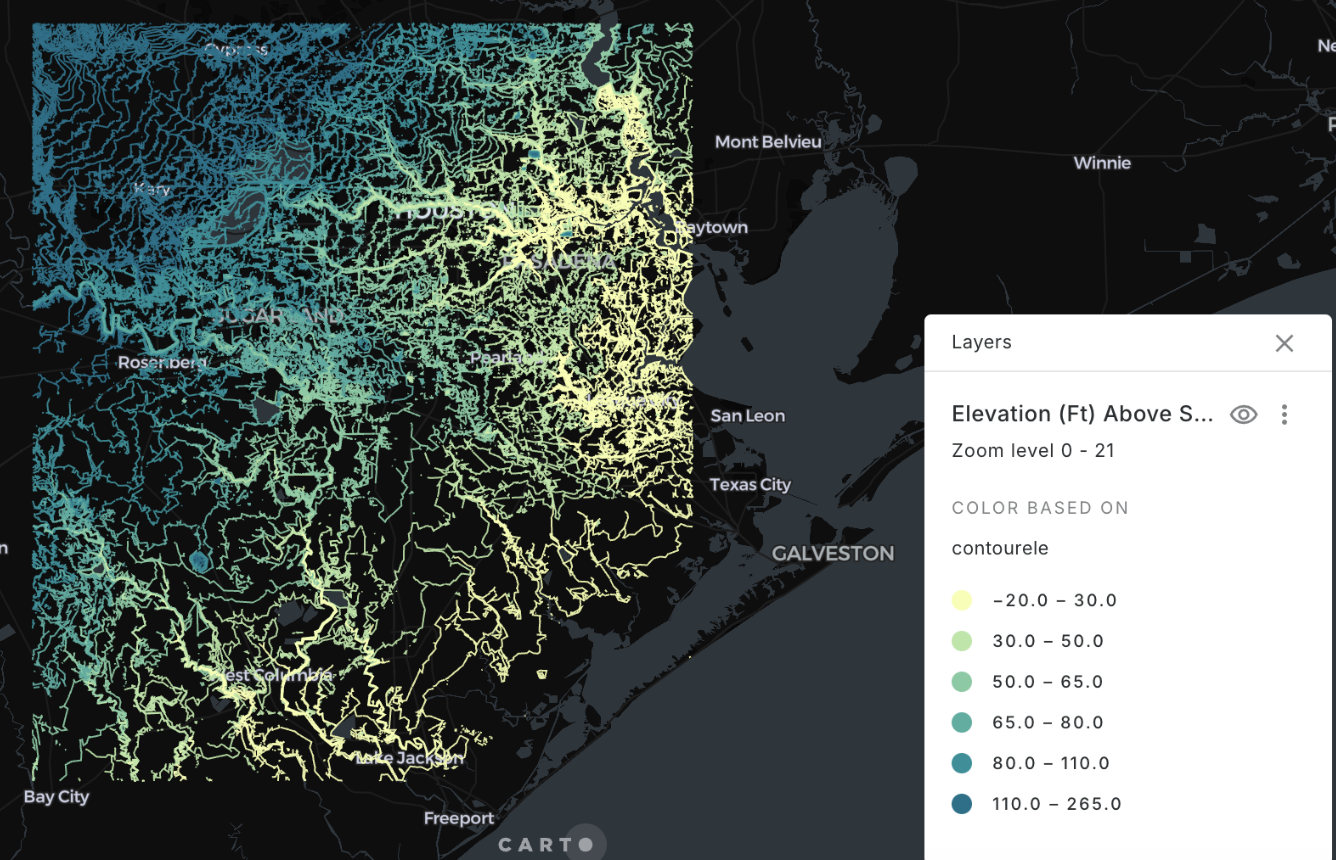 Cypress
Mont Belvieu
Winnie
Katy
HOUSTON
Baytown
PASADENA
SUGAR LAND
Rosenberg
Pearland
San Leon
Texas City
GALVESTON
West Columbia
Lake Jackson
Bay City
Freeport
CARTO
Layers
Elevation (Ft) Above S...
Zoom level 0 - 21
COLOR BASED ON
contourele
−20.0 – 30.0
30.0 – 50.0
50.0 – 65.0
65.0 – 80.0
80.0 – 110.0
110.0 – 265.0